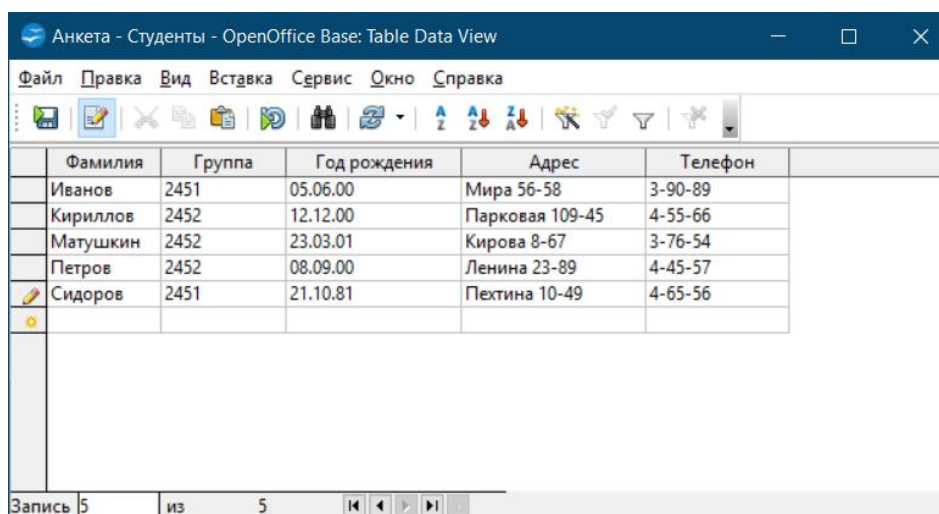 Анкета - Студенты - OpenOffice Base: Table Data View
Файл Правка Вид Вставка Сервис Окно Справка
Фамилия Группа Год рождения Адрес Телефон
Иванов 2451 05.06.00 Мира 56-58 3-90-89
Кириллов 2452 12.12.00 Парковая 109-45 4-55-66
Матушкин 2452 23.03.01 Кирова 8-67 3-76-54
Петров 2452 08.09.00 Ленина 23-89 4-45-57
Сидоров 2451 21.10.81 Пехтина 10-49 4-65-56
Запись 5 из 5